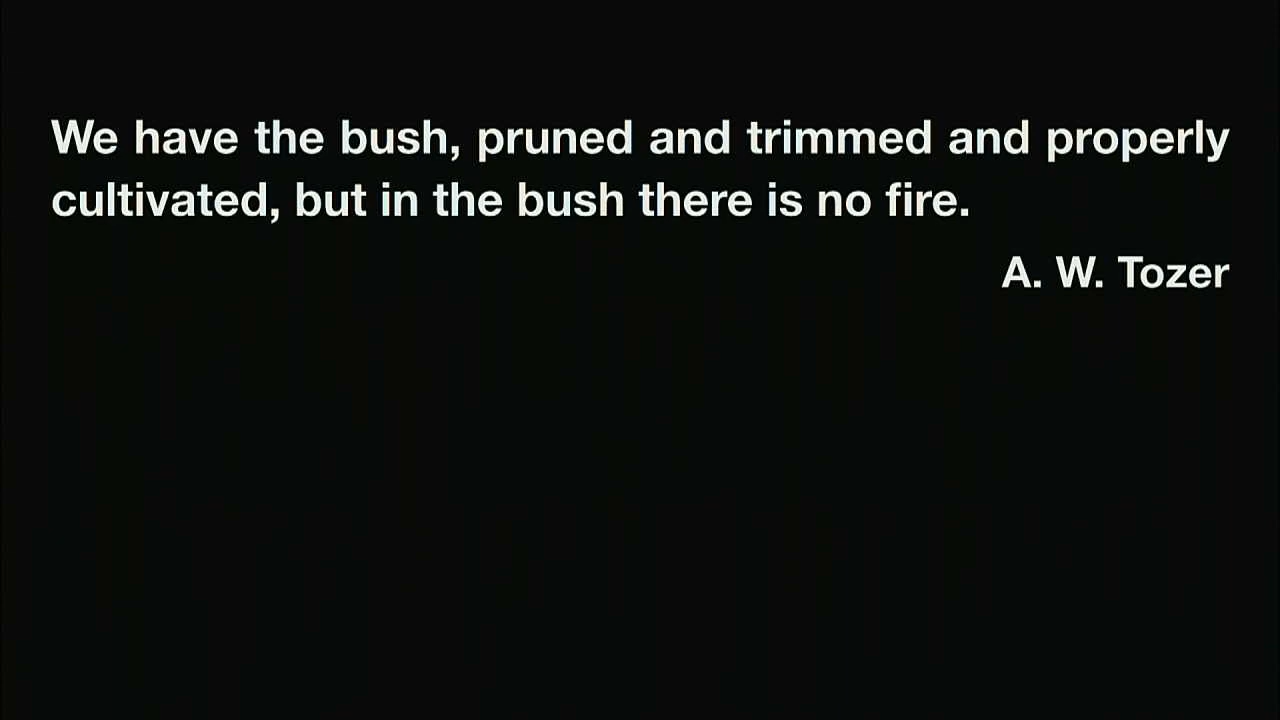 We have the bush, pruned and trimmed and properly
cultivated, but in the bush there is no fire.
A. W. Tozer